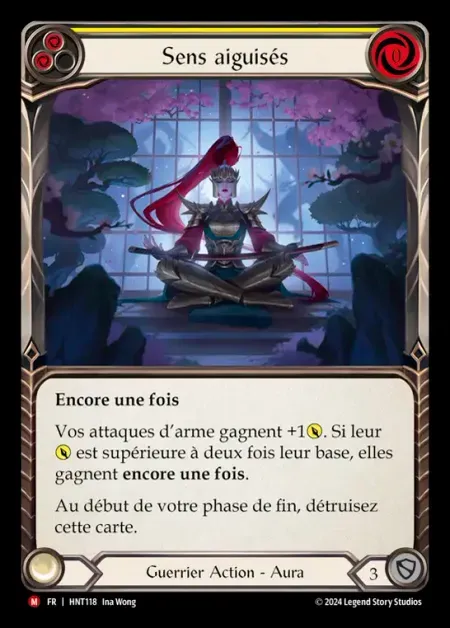 Sens aiguisés
Encore une fois
Vos attaques d'arme gagnent +1. Si leur
est supérieure à deux fois leur base, elles
gagnent encore une fois.
Au début de votre phase de fin, détruisez
cette carte.
Guerrier Action - Aura
3
M FR | HNT118 Ina Wong
© 2024 Legend Story Studios